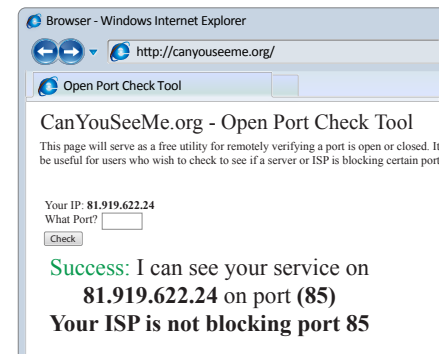 Browser - Windows Internet Explorer
http://canyouseeme.org/
Open Port Check Tool
CanYouSeeMe.org - Open Port Check Tool
This page will serve as a free utility for remotely verifying a port is open or closed. It
be useful for users who wish to check to see if a server or ISP is blocking certain port
Your IP: 81.919.622.24
What Port?
Check
Success: I can see your service on
81.919.622.24 on port (85)
Your ISP is not blocking port 85